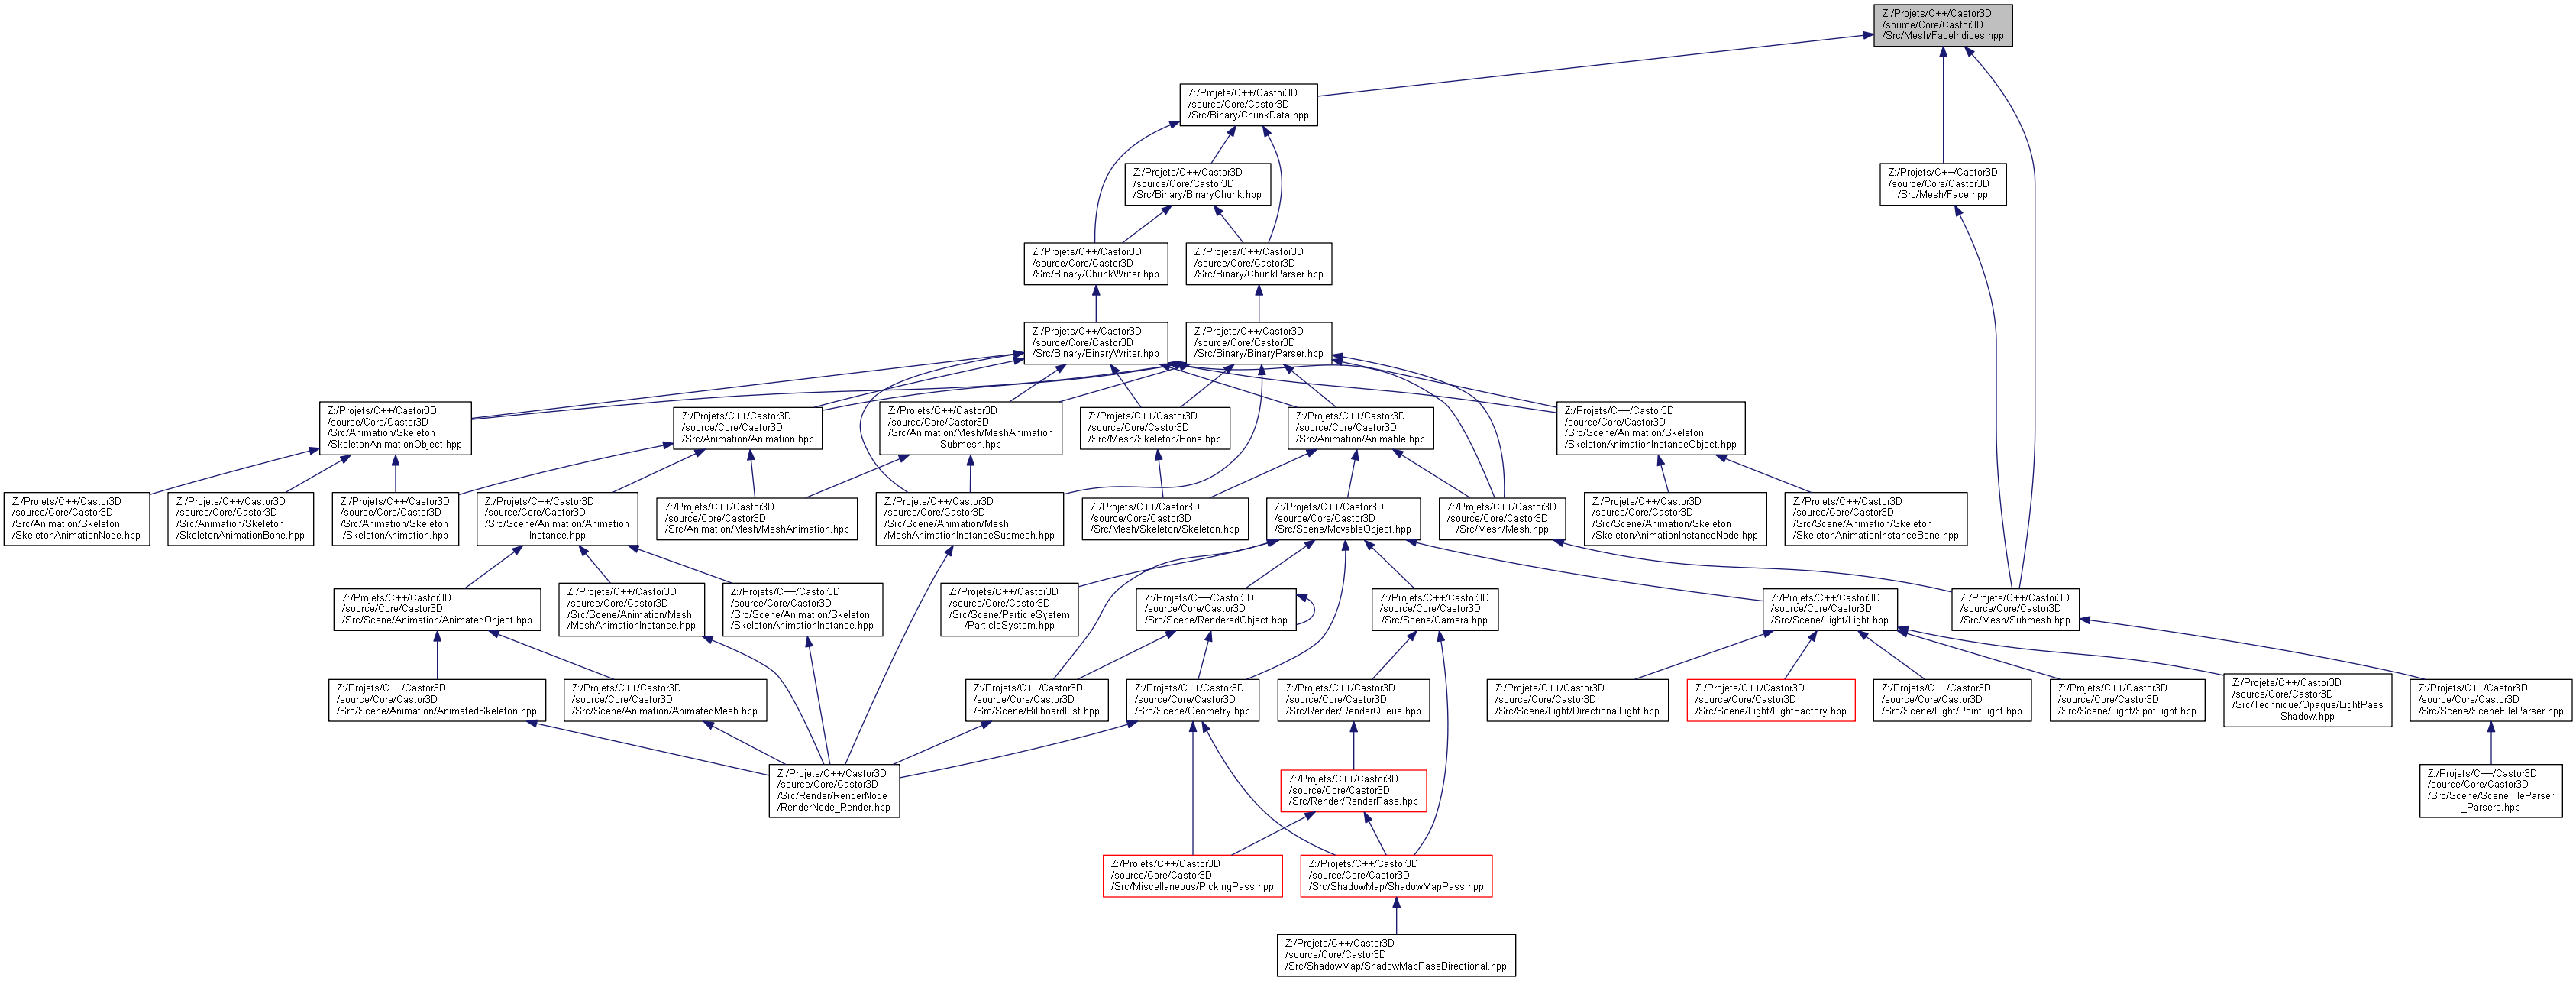 Z:/Projets/C++/Castor3D
/source/Core/Castor3D
/Src/Mesh/FaceIndices.hpp
Z:/Projets/C++/Castor3D
/source/Core/Castor3D
/Src/Binary/ChunkData.hpp
Z:/Projets/C++/Castor3D
/source/Core/Castor3D
/Src/Binary/BinaryChunk.hpp
Z:/Projets/C++/Castor3D
/source/Core/Castor3D
/Src/Mesh/Face.hpp
Z:/Projets/C++/Castor3D
/source/Core/Castor3D
/Src/Binary/ChunkWriter.hpp
Z:/Projets/C++/Castor3D
/source/Core/Castor3D
/Src/Binary/ChunkParser.hpp
Z:/Projets/C++/Castor3D
/source/Core/Castor3D
/Src/Binary/BinaryWriter.hpp
Z:/Projets/C++/Castor3D
/source/Core/Castor3D
/Src/Binary/BinaryParser.hpp
Z:/Projets/C++/Castor3D
/source/Core/Castor3D
/Src/Animation/Skeleton
/SkeletonAnimationObject.hpp
Z:/Projets/C++/Castor3D
/source/Core/Castor3D
/Src/Animation/Animation.hpp
Z:/Projets/C++/Castor3D
/source/Core/Castor3D
/Src/Animation/Mesh/MeshAnimation
Submesh.hpp
Z:/Projets/C++/Castor3D
/source/Core/Castor3D
/Src/Mesh/Skeleton/Bone.hpp
Z:/Projets/C++/Castor3D
/source/Core/Castor3D
/Src/Animation/Animable.hpp
Z:/Projets/C++/Castor3D
/source/Core/Castor3D
/Src/Scene/Animation/Skeleton
/SkeletonAnimationInstanceObject.hpp
Z:/Projets/C++/Castor3D
/source/Core/Castor3D
/Src/Animation/Skeleton
/SkeletonAnimationNode.hpp
Z:/Projets/C++/Castor3D
/source/Core/Castor3D
/Src/Animation/Skeleton
/SkeletonAnimationBone.hpp
Z:/Projets/C++/Castor3D
/source/Core/Castor3D
/Src/Animation/Skeleton
/SkeletonAnimation.hpp
Z:/Projets/C++/Castor3D
/source/Core/Castor3D
/Src/Scene/Animation/Animation
Instance.hpp
Z:/Projets/C++/Castor3D
/source/Core/Castor3D
/Src/Animation/Mesh/MeshAnimation.hpp
Z:/Projets/C++/Castor3D
/source/Core/Castor3D
/Src/Scene/Animation/Mesh
/MeshAnimationInstanceSubmesh.hpp
Z:/Projets/C++/Castor3D
/source/Core/Castor3D
/Src/Mesh/Skeleton/Skeleton.hpp
Z:/Projets/C++/Castor3D
/source/Core/Castor3D
/Src/Scene/MovableObject.hpp
Z:/Projets/C++/Castor3D
/source/Core/Castor3D
/Src/Mesh/Mesh.hpp
Z:/Projets/C++/Castor3D
/source/Core/Castor3D
/Src/Scene/Animation/Skeleton
/SkeletonAnimationInstanceNode.hpp
Z:/Projets/C++/Castor3D
/source/Core/Castor3D
/Src/Scene/Animation/Skeleton
/SkeletonAnimationInstanceBone.hpp
Z:/Projets/C++/Castor3D
/source/Core/Castor3D
/Src/Scene/Animation/AnimatedObject.hpp
Z:/Projets/C++/Castor3D
/source/Core/Castor3D
/Src/Scene/Animation/Mesh
/MeshAnimationInstance.hpp
Z:/Projets/C++/Castor3D
/source/Core/Castor3D
/Src/Scene/Animation/Skeleton
/SkeletonAnimationInstance.hpp
Z:/Projets/C++/Castor3D
/source/Core/Castor3D
/Src/Scene/ParticleSystem
/ParticleSystem.hpp
Z:/Projets/C++/Castor3D
/source/Core/Castor3D
/Src/Scene/RenderedObject.hpp
Z:/Projets/C++/Castor3D
/source/Core/Castor3D
/Src/Scene/Camera.hpp
Z:/Projets/C++/Castor3D
/source/Core/Castor3D
/Src/Scene/Light/Light.hpp
Z:/Projets/C++/Castor3D
/source/Core/Castor3D
/Src/Mesh/Submesh.hpp
Z:/Projets/C++/Castor3D
/source/Core/Castor3D
/Src/Scene/Animation/AnimatedSkeleton.hpp
Z:/Projets/C++/Castor3D
/source/Core/Castor3D
/Src/Scene/Animation/AnimatedMesh.hpp
Z:/Projets/C++/Castor3D
/source/Core/Castor3D
/Src/Scene/BillboardList.hpp
Z:/Projets/C++/Castor3D
/source/Core/Castor3D
/Src/Scene/Geometry.hpp
Z:/Projets/C++/Castor3D
/source/Core/Castor3D
/Src/Render/RenderQueue.hpp
Z:/Projets/C++/Castor3D
/source/Core/Castor3D
/Src/Scene/Light/DirectionalLight.hpp
Z:/Projets/C++/Castor3D
/source/Core/Castor3D
/Src/Scene/Light/LightFactory.hpp
Z:/Projets/C++/Castor3D
/source/Core/Castor3D
/Src/Scene/Light/PointLight.hpp
Z:/Projets/C++/Castor3D
/source/Core/Castor3D
/Src/Scene/Light/SpotLight.hpp
Z:/Projets/C++/Castor3D
/source/Core/Castor3D
/Src/Technique/Opaque/LightPass
Shadow.hpp
Z:/Projets/C++/Castor3D
/source/Core/Castor3D
/Src/Scene/SceneFileParser.hpp
Z:/Projets/C++/Castor3D
/source/Core/Castor3D
/Src/Render/RenderNode
/RenderNode_Render.hpp
Z:/Projets/C++/Castor3D
/source/Core/Castor3D
/Src/Render/RenderPass.hpp
Z:/Projets/C++/Castor3D
/source/Core/Castor3D
/Src/Scene/SceneFileParser
_Parsers.hpp
Z:/Projets/C++/Castor3D
/source/Core/Castor3D
/Src/Miscellaneous/PickingPass.hpp
Z:/Projets/C++/Castor3D
/source/Core/Castor3D
/Src/ShadowMap/ShadowMapPass.hpp
Z:/Projets/C++/Castor3D
/source/Core/Castor3D
/Src/ShadowMap/ShadowMapPassDirectional.hpp